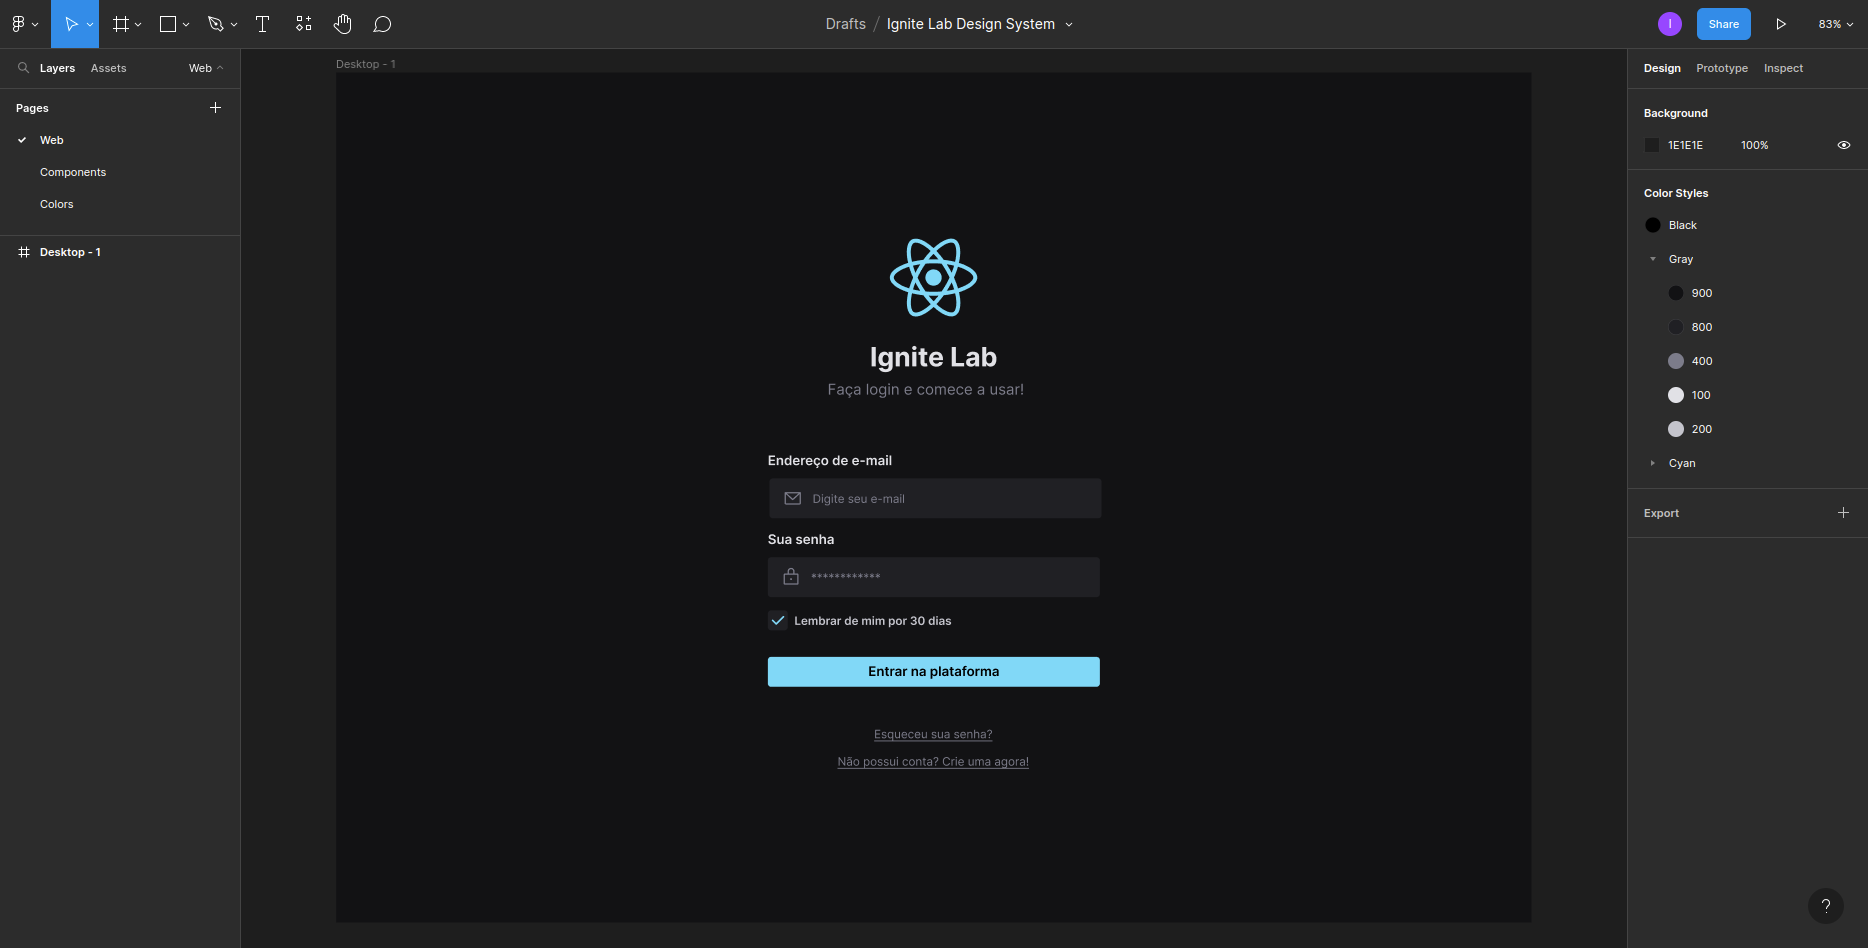 Drafts / Ignite Lab Design System
I
Share
83%
Layers Assets Web
Pages
Web
Components
Colors
Desktop - 1
Desktop - 1
Ignite Lab
Faça login e comece a usar!
Endereço de e-mail
Digite seu e-mail
Sua senha
************
Lembrar de mim por 30 dias
Entrar na plataforma
Esqueceu sua senha?
Não possui conta? Crie uma agora!
Design Prototype Inspect
Background
1E1E1E 100%
Color Styles
Black
Gray
900
800
400
100
200
Cyan
Export
?